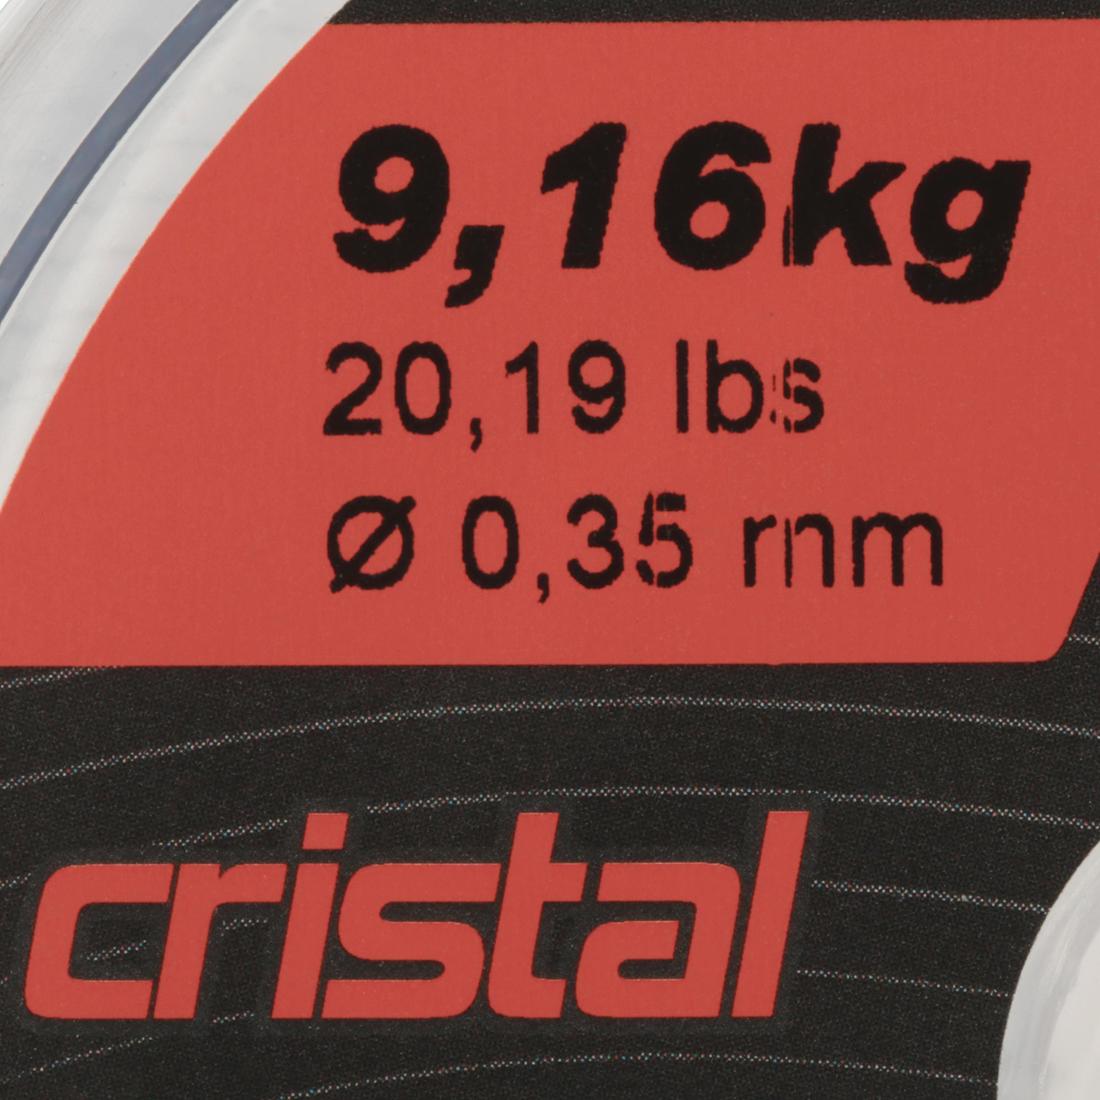 9,16kg
20,19 lbs
Ø 0,35 mm
cristal